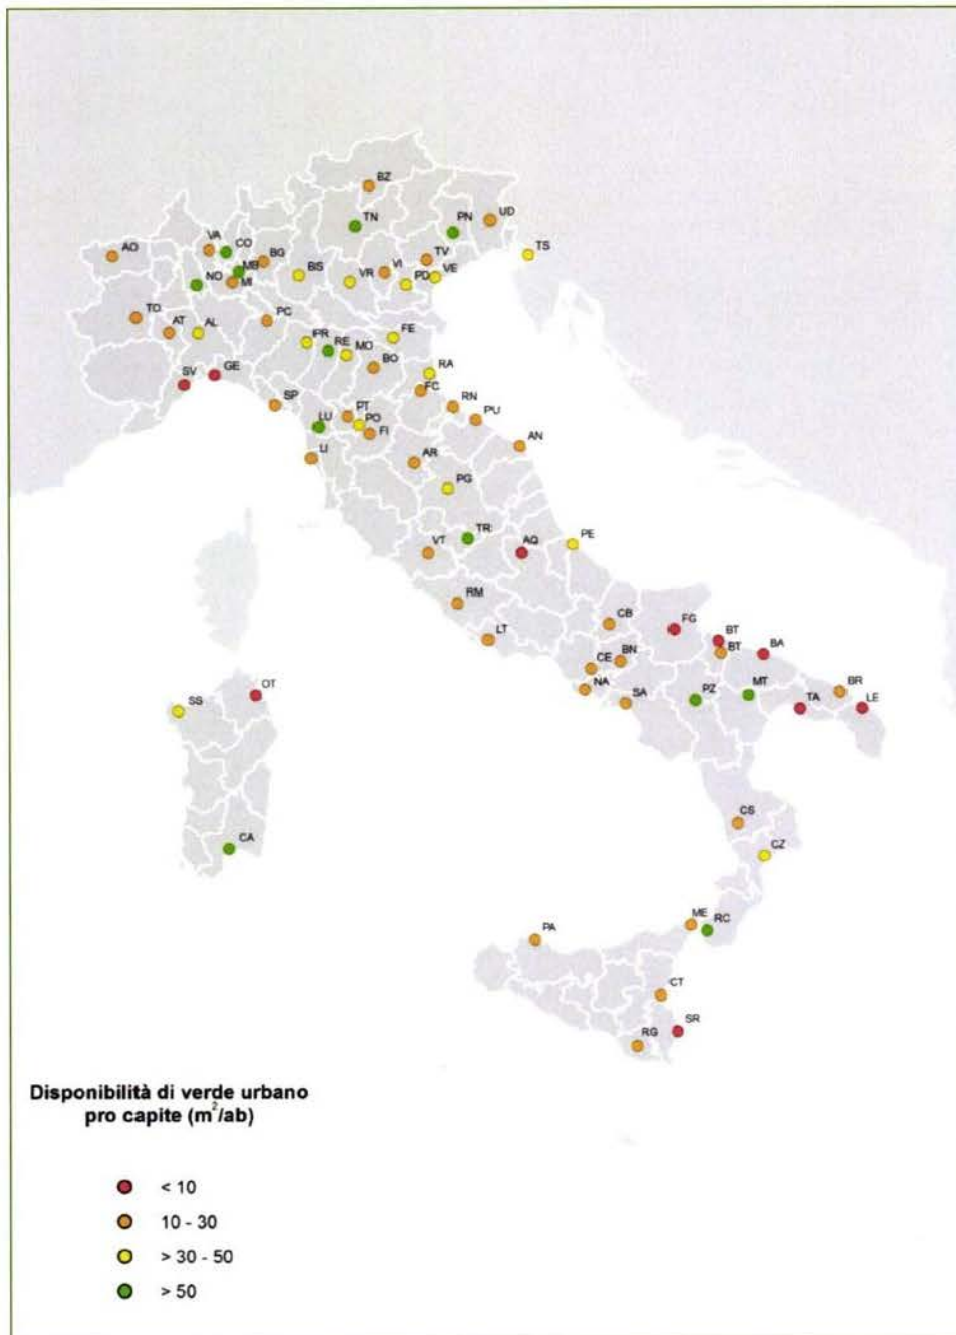 BZ
TN
PN
UD
AO
VA
CO
BG
TV
TS
MB
BIS
VR
VI
PD
VE
NO
MI
TO
AT
AL
PC
IPR
RE
MO
FE
BO
RA
SV
GE
FC
RN
SP
PT
PU
LU
PO
FI
AN
LI
AR
PG
TR
VT
AQ
PE
RM
LT
CB
FG
BT
BT
BA
CE
BN
NA
SA
PZ
MT
BR
TA
LE
OT
SS
CA
CS
CZ
ME
RC
PA
CT
SR
RG
Disponibilità di verde urbano
pro capite (m²/ab)
< 10
10 - 30
> 30 - 50
> 50